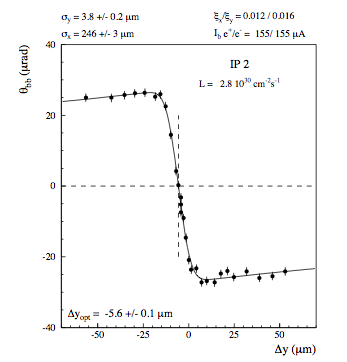 σy = 3.8 +/- 0.2 μm
ξx/ξy = 0.012 / 0.016
σx = 246 +/- 3 μm
Ib e+/e- = 155/ 155 μA
40
θbb (μrad)
IP 2
L = 2.8 10^30 cm-2s-1
20
0
-20
Δyopt = -5.6 +/- 0.1 μm
-40
-50 -25 0 25 50
Δy (μm)